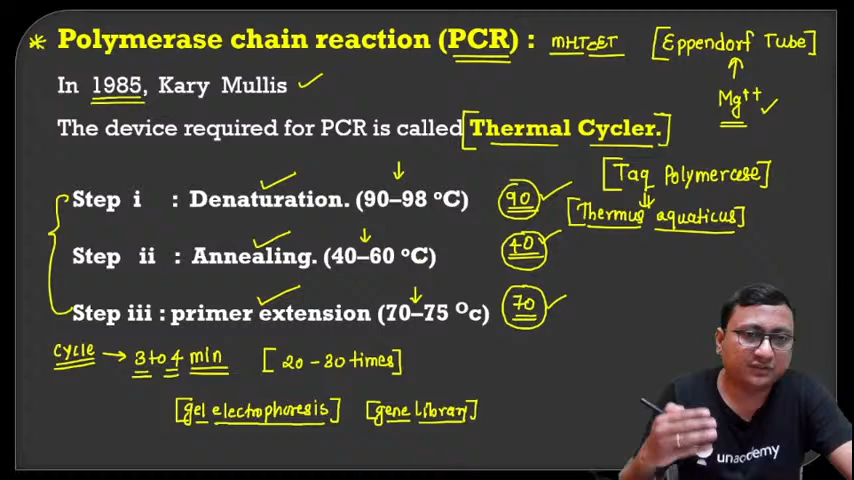 * Polymerase chain reaction (PCR) : MHTCET [Eppendorf Tube]
In 1985, Kary Mullis ✓ Mg++ ✓
The device required for PCR is called [Thermal Cycler.]
[Taq Polymerase]
Step i : Denaturation. (90–98 °C) 90
[Thermus aquaticus]
Step ii : Annealing. (40–60 °C) 40
Step iii : primer extension (70–75 °c) 70
Cycle → 3 to 4 min [20 – 30 times]
[gel electrophoresis] [gene library]
unacademy